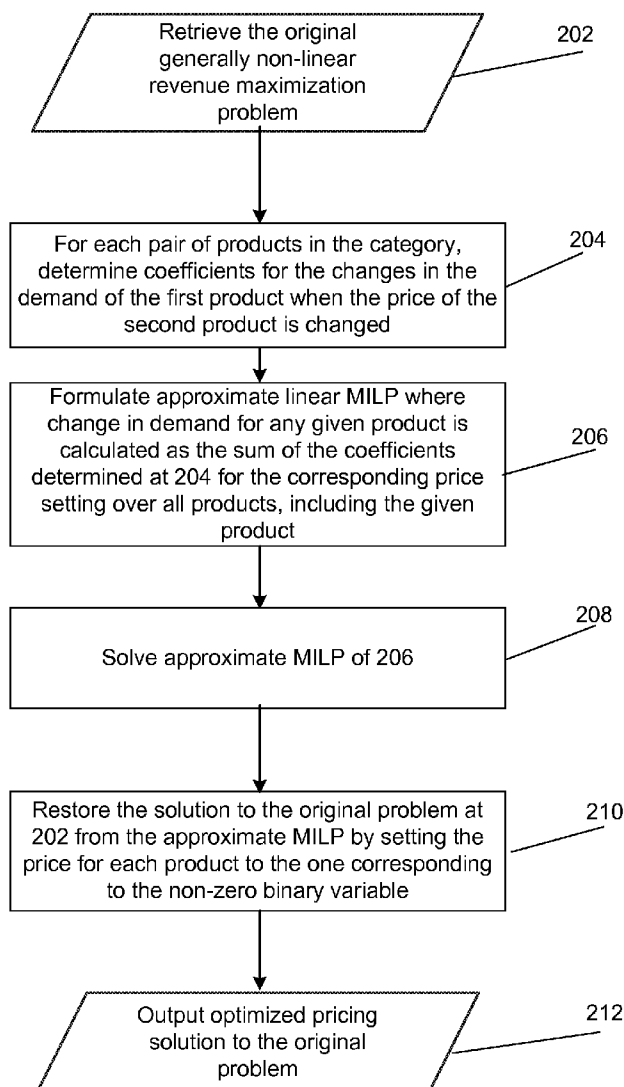 Retrieve the original
generally non-linear
revenue maximization
problem
202
For each pair of products in the category,
determine coefficients for the changes in the
demand of the first product when the price of the
second product is changed
204
Formulate approximate linear MILP where
change in demand for any given product is
calculated as the sum of the coefficients
determined at 204 for the corresponding price
setting over all products, including the given
product
206
Solve approximate MILP of 206
208
Restore the solution to the original problem at
202 from the approximate MILP by setting the
price for each product to the one corresponding
to the non-zero binary variable
210
Output optimized pricing
solution to the original
problem
212